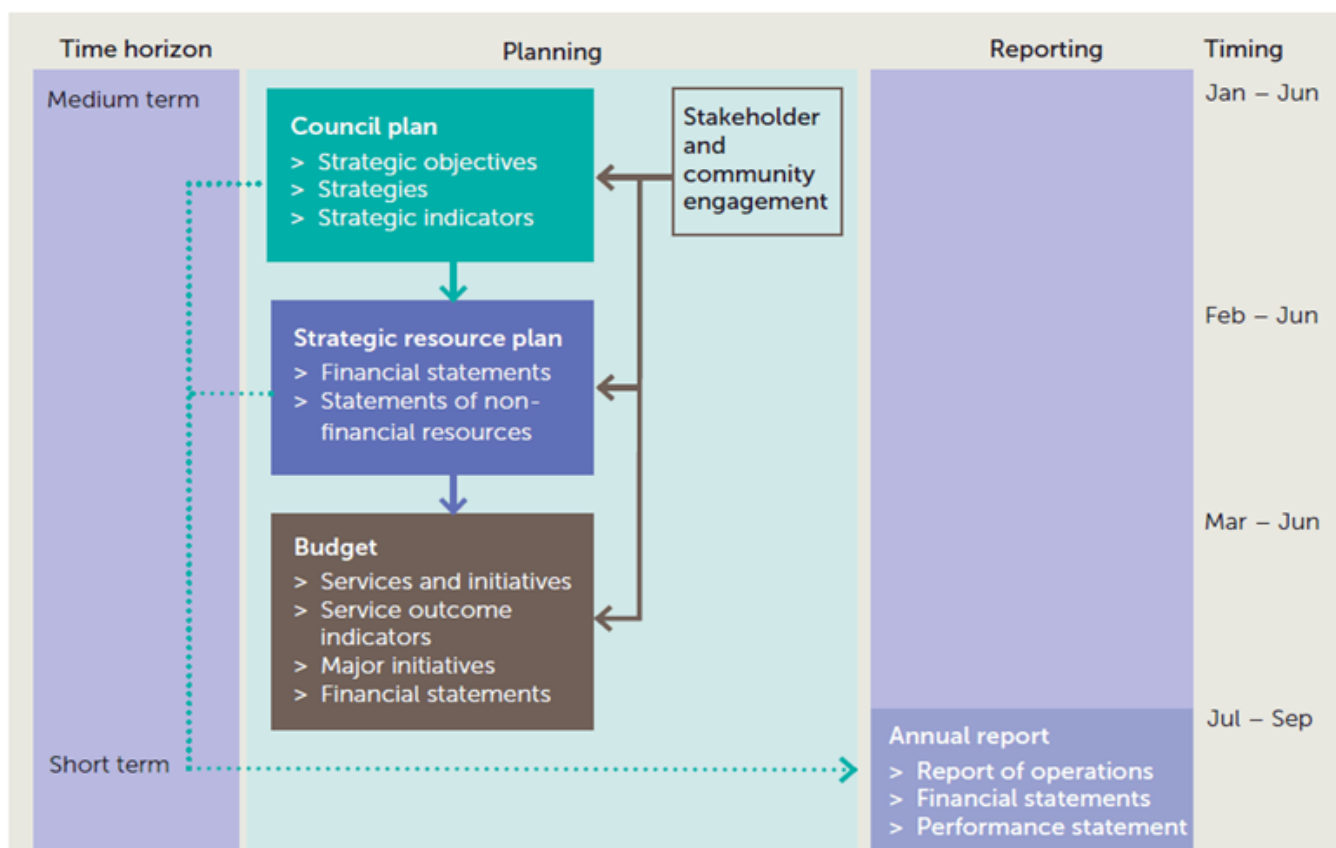 Time horizon
Planning
Reporting
Timing
Medium term
Jan – Jun
Council plan
> Strategic objectives
> Strategies
> Strategic indicators
Stakeholder
and
community
engagement
Feb – Jun
Strategic resource plan
> Financial statements
> Statements of non-
financial resources
Mar – Jun
Budget
> Services and initiatives
> Service outcome
indicators
> Major initiatives
> Financial statements
Jul – Sep
Short term
Annual report
> Report of operations
> Financial statements
> Performance statement